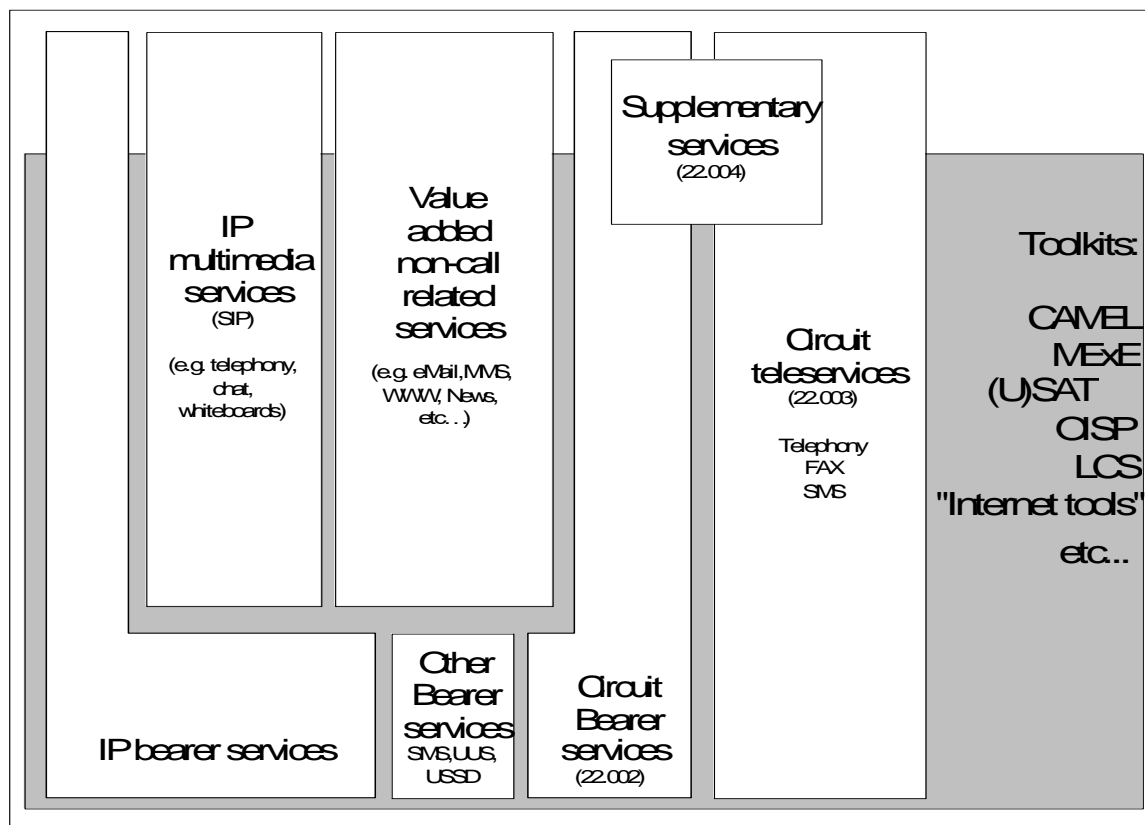 Supplementary
services
(22.004)
IP
multimedia
services
(SIP)
(e.g. telephony,
chat,
whiteboards)
Value
added
non-call
related
services
(e.g. eMail,MMS,
WWW, News,
etc…)
Circuit
teleservices
(22.003)
Telephony
FAX
SMS
Toolkits:
CAMEL
MExE
(U)SAT
OISP
LCS
"Internet tools"
etc...
IP bearer services
Other
Bearer
services
SMS,UUS,
USSD
Circuit
Bearer
services
(22.002)